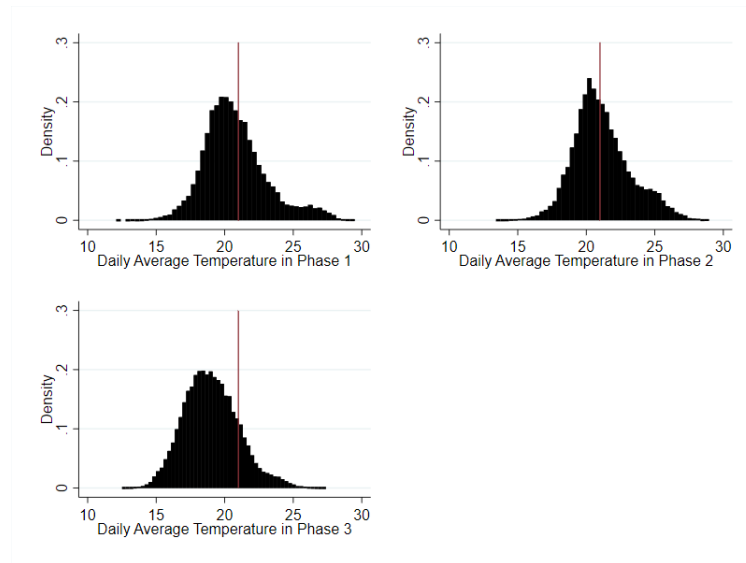 .3
.2
.1
0
Density
10 15 20 25 30
Daily Average Temperature in Phase 1
.3
.2
.1
0
Density
10 15 20 25 30
Daily Average Temperature in Phase 2
.3
.2
.1
0
Density
10 15 20 25 30
Daily Average Temperature in Phase 3